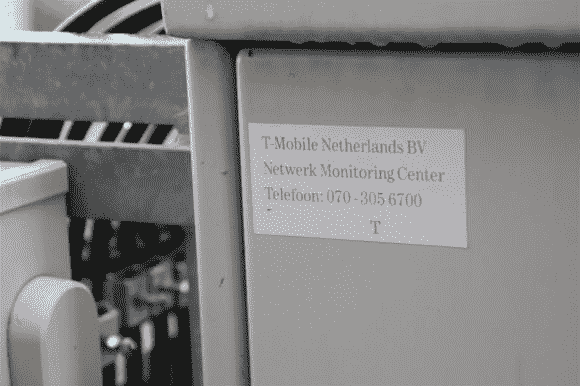 T-Mobile Netherlands BV
Netwerk Monitoring Center
Telefoon: 070 - 305 6700
T